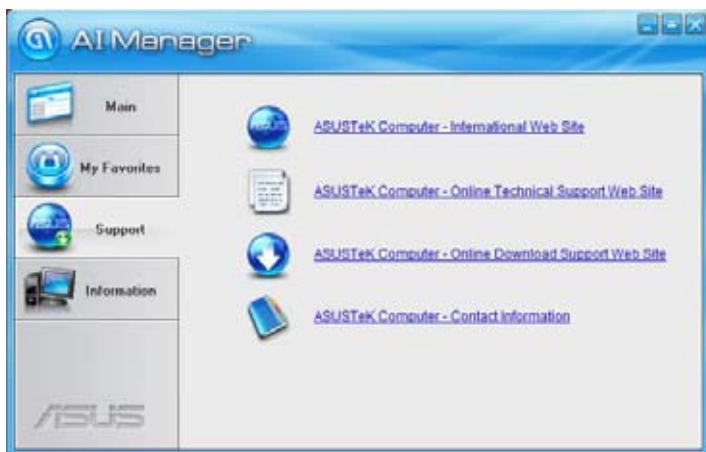 AI Manager
Main
My Favorites
Support
Information
ASUSTeK Computer - International Web Site
ASUSTeK Computer - Online Technical Support Web Site
ASUSTeK Computer - Online Download Support Web Site
ASUSTeK Computer - Contact Information
ASUS